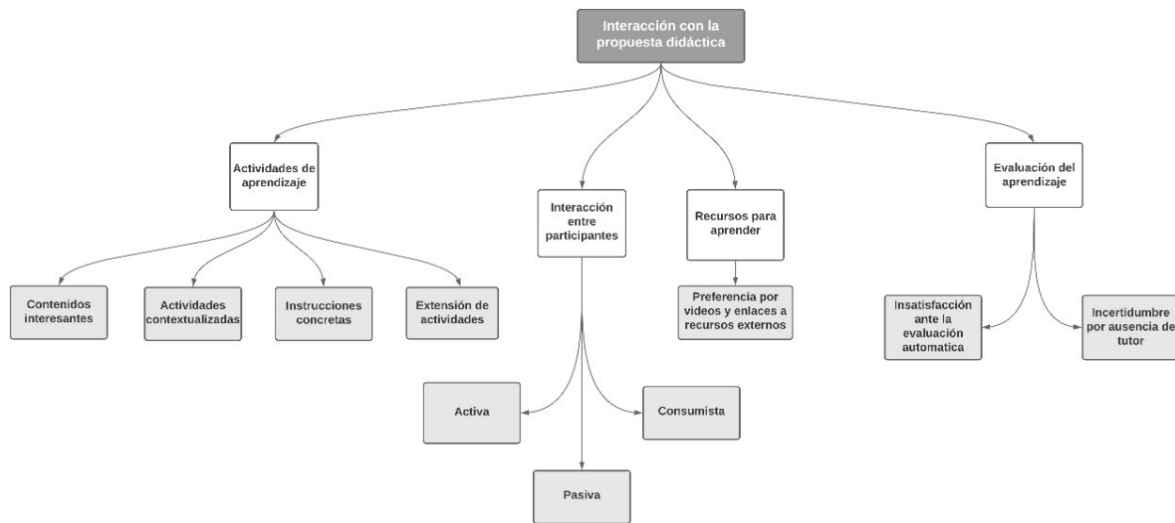 Interacción con la
propuesta didáctica
Actividades de
aprendizaje
Interacción
entre
participantes
Recursos para
aprender
Evaluación del
aprendizaje
Contenidos
interesantes
Actividades
contextualizadas
Instrucciones
concretas
Extensión de
actividades
Preferencia por
videos y enlaces a
recursos externos
Insatisfacción
ante la
evaluación
automatica
Incertidumbre
por ausencia de
tutor
Activa
Consumista
Pasiva